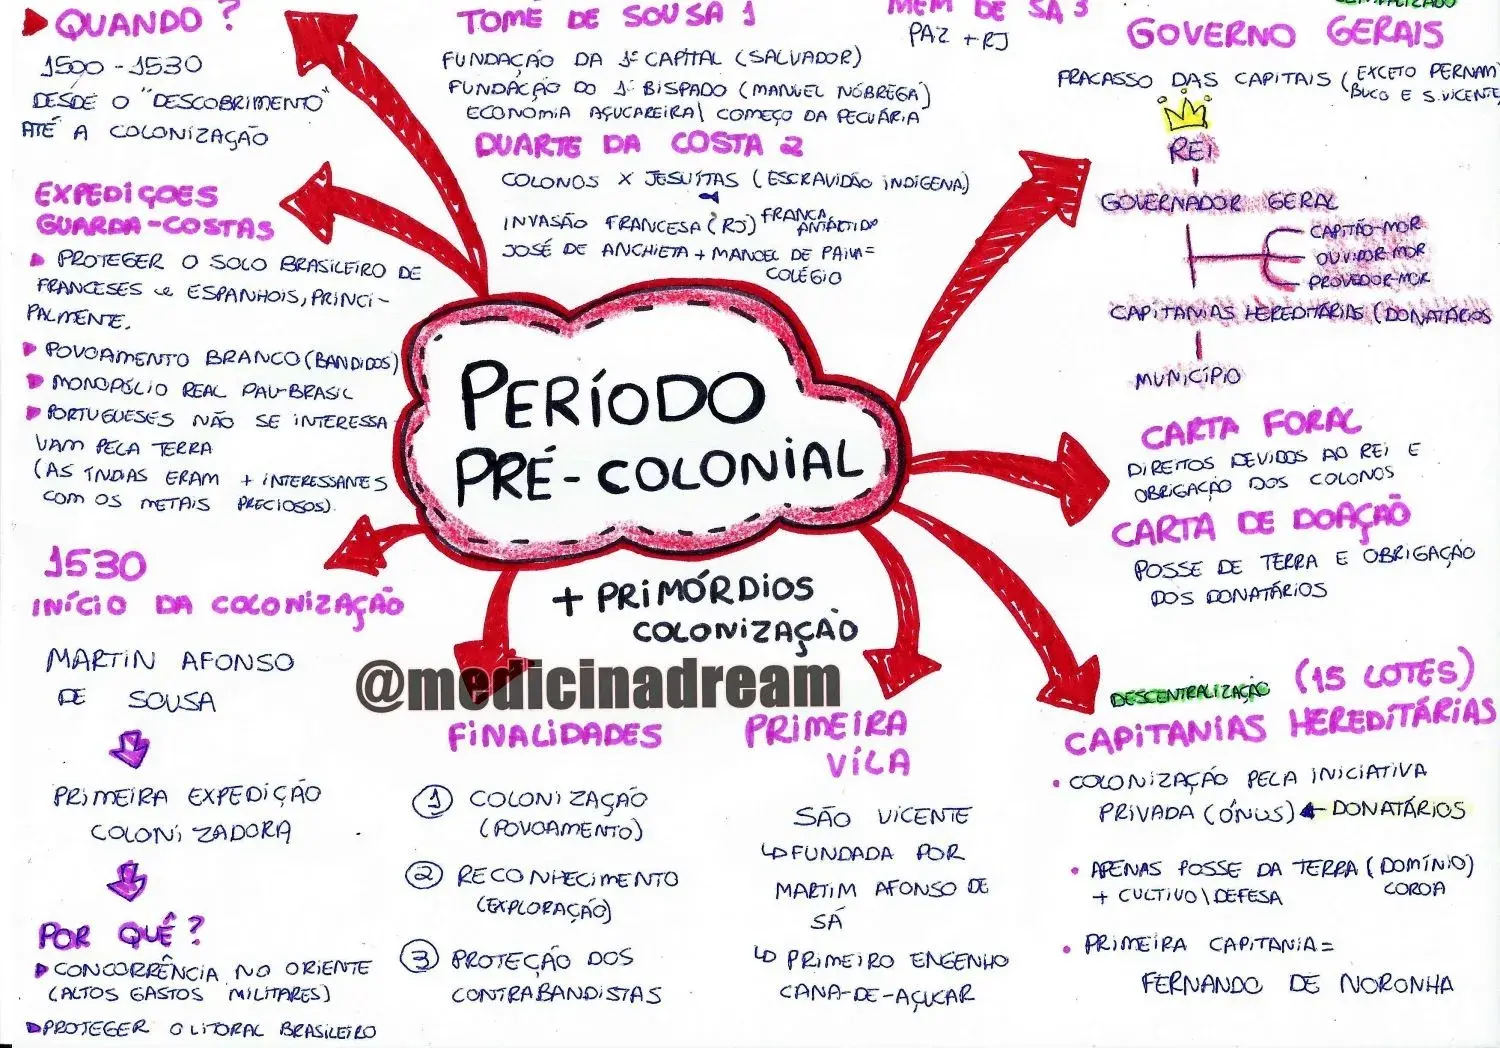 QUANDO ?
1500 - 1530
DESDE O "DESCOBRIMENTO"
ATÉ A COLONIZAÇÃO
EXPEDIÇOES
GUARDA-COSTAS
PROTEGER O SOLO BRASILEIRO DE
FRANCESES e ESPANHOIS, PRINCI-
PALMENTE.
POVOAMENTO BRANCO (BANDIDOS)
MONOPÓLIO REAL PAU-BRASIL
PORTUGUESES NÃO SE INTERESSA
VAM PELA TERRA
(AS ÍNDIAS ERAM + INTERESSANTES
COM OS METAIS PRECIOSOS).
1530
INÍCIO DA COLONIZAÇÃO
MARTIN AFONSO
DE SOUSA
PRIMEIRA EXPEDIÇÃO
COLONIZADORA
POR QUÊ ?
CONCORRÊNCIA NO ORIENTE
(ALTOS GASTOS MILITARES)
PROTEGER O LITORAL BRASILEIRO
TOMÉ DE SOUSA 1
FUNDAÇÃO DA 1ª CAPITAL (SALVADOR)
FUNDAÇÃO DO 1º BISPADO (MANUEL NÓBREGA)
ECONOMIA AÇUCAREIRA\ COMEÇO DA PECUÁRIA
DUARTE DA COSTA 2
COLONOS X JESUÍTAS (ESCRAVIDÃO INDÍGENA)
INVASÃO FRANCESA (RJ) FRANÇA
ANTÁRTIDA
JOSÉ DE ANCHIETA + MANOEL DE PAIVA =
COLÉGIO
MEM DE SÁ 3
PAZ + RJ
PERÍODO
PRÉ-COLONIAL
+ PRIMÓRDIOS
COLONIZAÇÃO
@medicinadream
FINALIDADES
1 COLONIZAÇÃO
(POVOAMENTO)
2 RECONHECIMENTO
(EXPLORAÇÃO)
3 PROTEÇÃO DOS
CONTRABANDISTAS
PRIMEIRA
VILA
SÃO VICENTE
↳ FUNDADA POR
MARTIM AFONSO DE
SÁ
↳ PRIMEIRO ENGENHO
CANA-DE-AÇUCAR
GOVERNO GERAIS
FRACASSO DAS CAPITAIS (EXCETO PERNAM
BUCO E S. VICENTE
REI
GOVERNADOR GERAL
CAPITÃO-MOR
OUVIDOR MOR
PROVEDOR-MOR
CAPITANIAS HEREDITÁRIAS (DONATÁRIOS
MUNICÍPIO
CARTA FORAL
DIREITOS DEVIDOS AO REI E
OBRIGAÇÃO DOS COLONOS
CARTA DE DOAÇÃO
POSSE DE TERRA E OBRIGAÇÃO
DOS DONATÁRIOS
DESCENTRALIZAÇÃO (15 LOTES)
CAPITANIAS HEREDITÁRIAS
• COLONIZAÇÃO PELA INICIATIVA
PRIVADA (ÔNUS) ← DONATÁRIOS
• APENAS POSSE DA TERRA (DOMÍNIO)
+ CULTIVO\DEFESA COROA
• PRIMEIRA CAPITANIA =
FERNANDO DE NORONHA